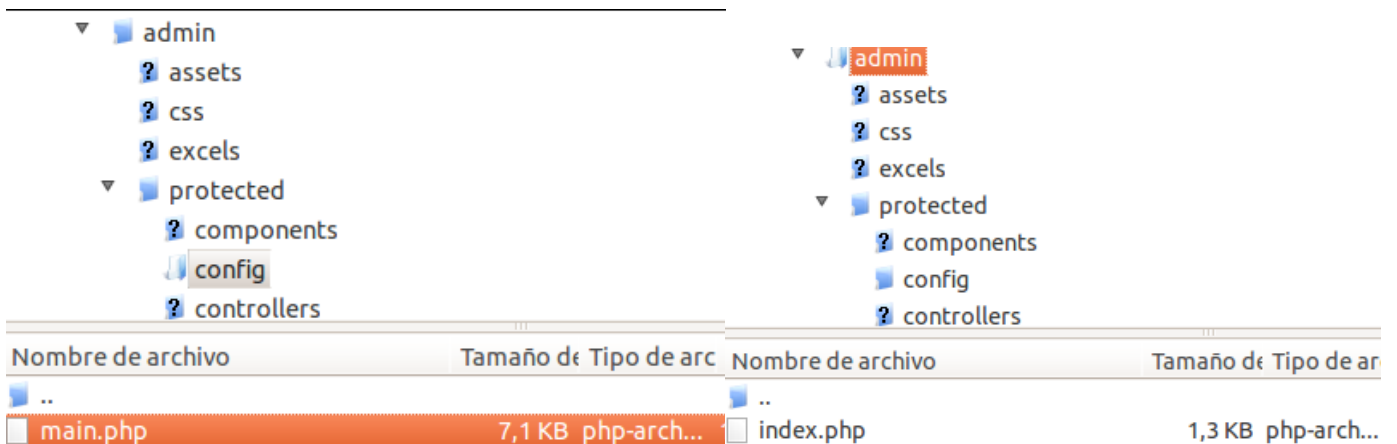 admin
assets
css
excels
protected
components
config
controllers
Nombre de archivo Tamaño de Tipo de arc
..
main.php 7,1 KB php-arch...
admin
assets
css
excels
protected
components
config
controllers
Nombre de archivo Tamaño de Tipo de ar
..
index.php 1,3 KB php-arch...